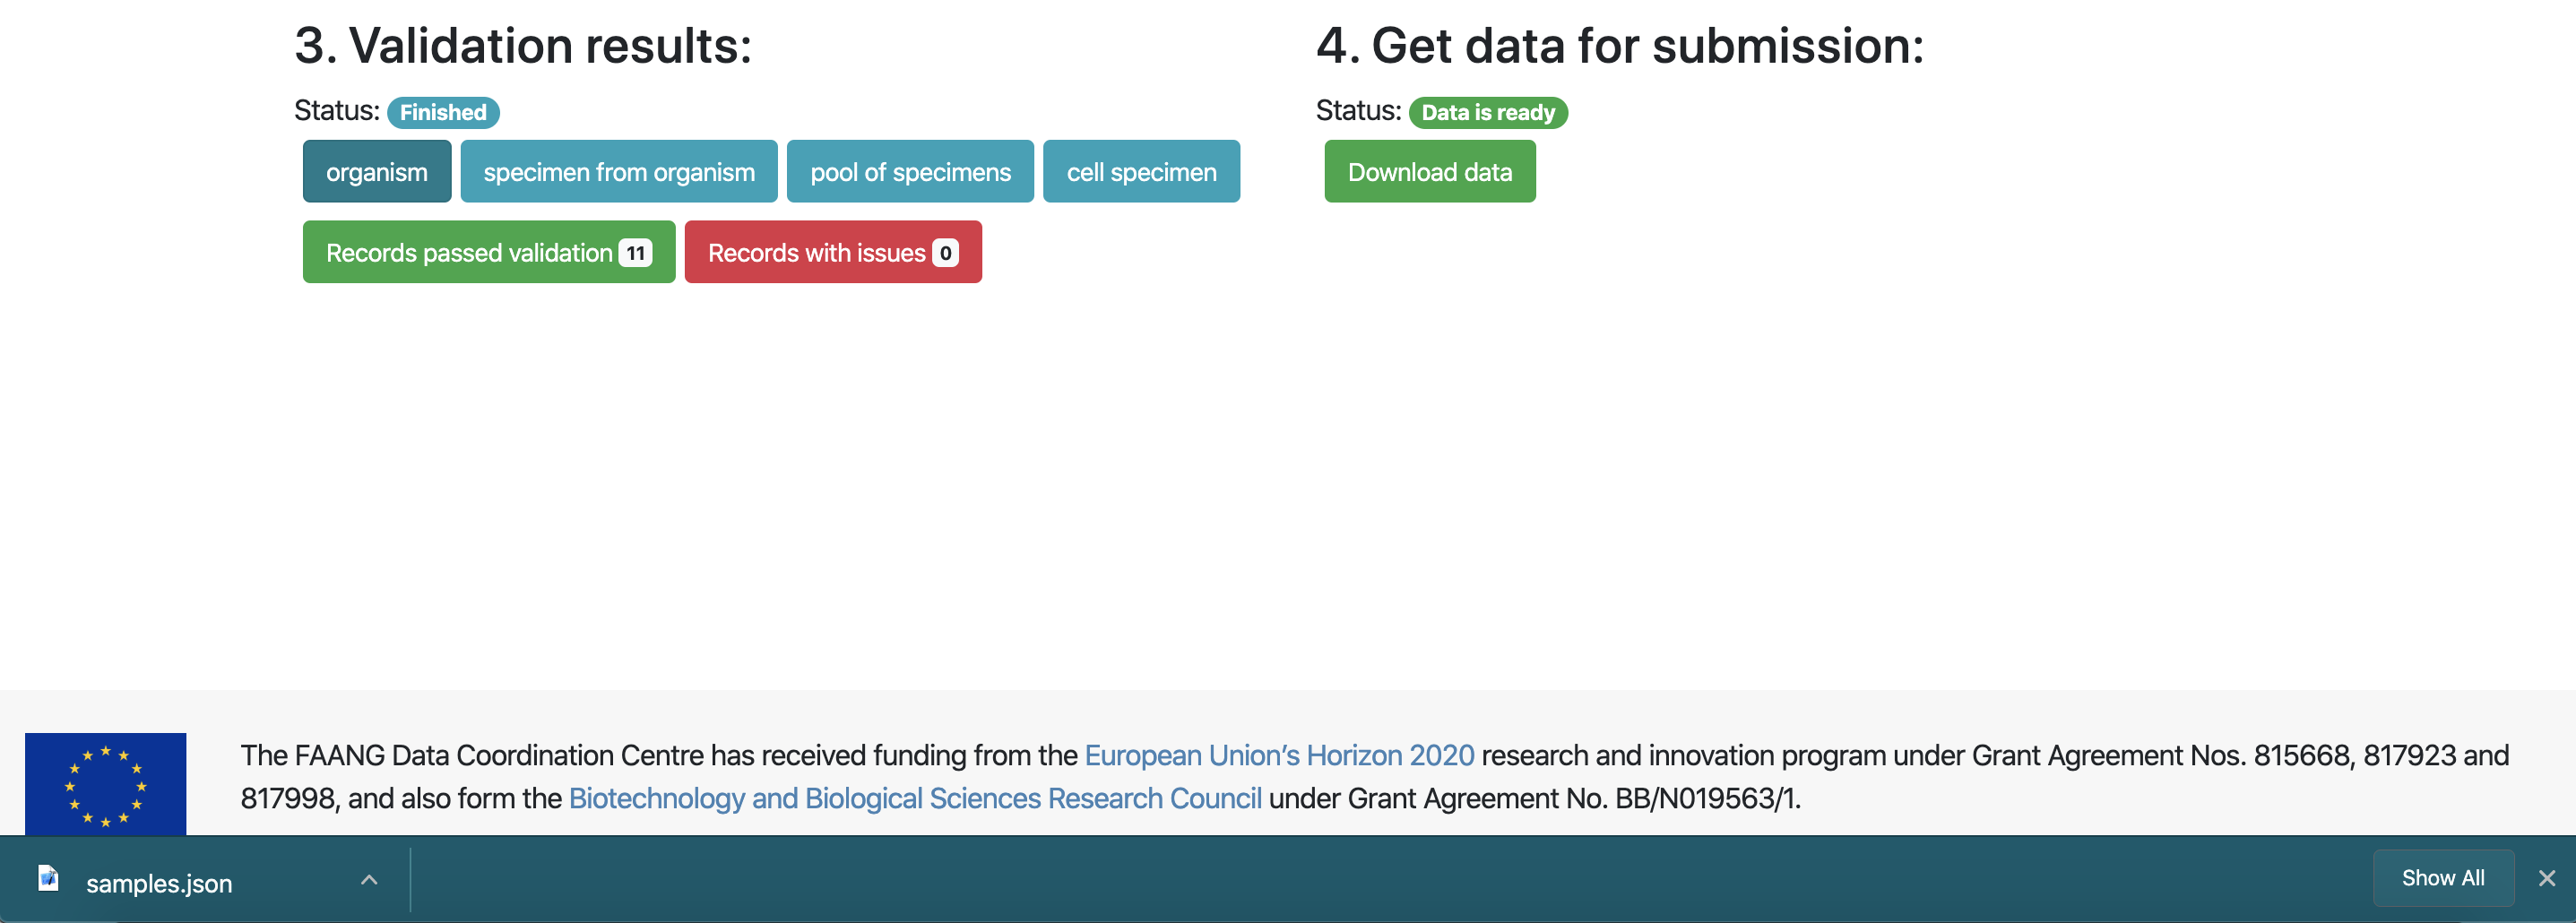 3. Validation results:
Status: Finished
organism specimen from organism pool of specimens cell specimen
Records passed validation 11 Records with issues 0
4. Get data for submission:
Status: Data is ready
Download data
The FAANG Data Coordination Centre has received funding from the European Union’s Horizon 2020 research and innovation program under Grant Agreement Nos. 815668, 817923 and
817998, and also form the Biotechnology and Biological Sciences Research Council under Grant Agreement No. BB/N019563/1.
samples.json
Show All